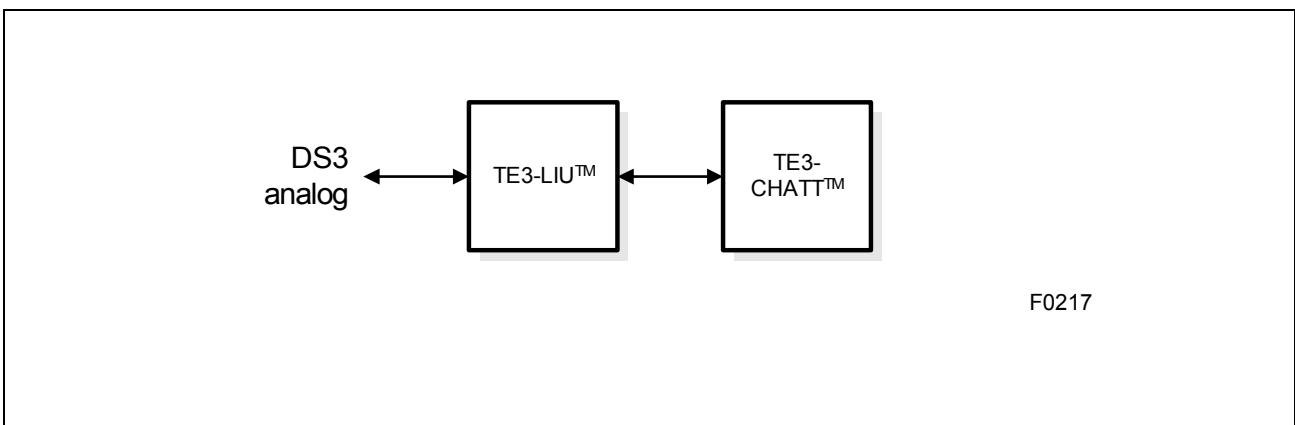 DS3
analog
TE3-LIU™
TE3-
CHATT™
F0217